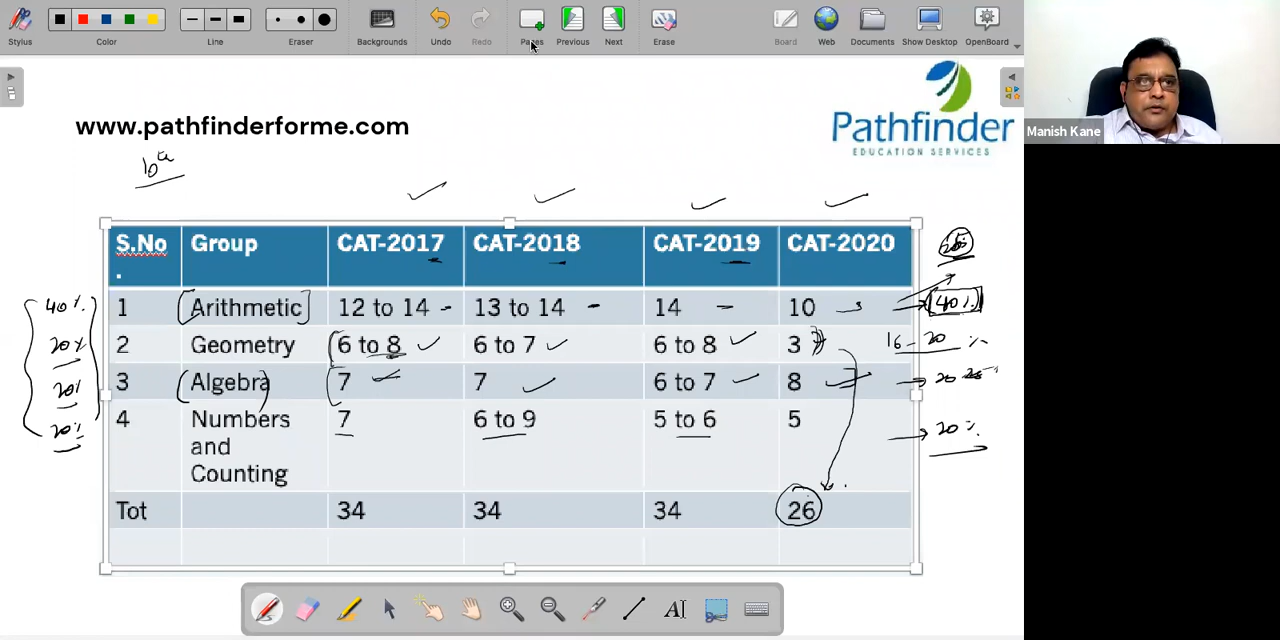 Stylus
Color
Line
Eraser
Backgrounds
Undo
Redo
Pages
Previous
Next
Erase
Board
Web
Documents
Show Desktop
OpenBoard
www.pathfinderforme.com
Pathfinder
EDUCATION SERVICES
Manish Kane
10th
S.No. Group CAT-2017 CAT-2018 CAT-2019 CAT-2020
40% 1 Arithmetic 12 to 14 13 to 14 14 10 40%
20% 2 Geometry 6 to 8 6 to 7 6 to 8 3 16-20 %
20% 3 Algebra 7 7 6 to 7 8 20
20% 4 Numbers and Counting 7 6 to 9 5 to 6 5 20%
Tot 34 34 34 26